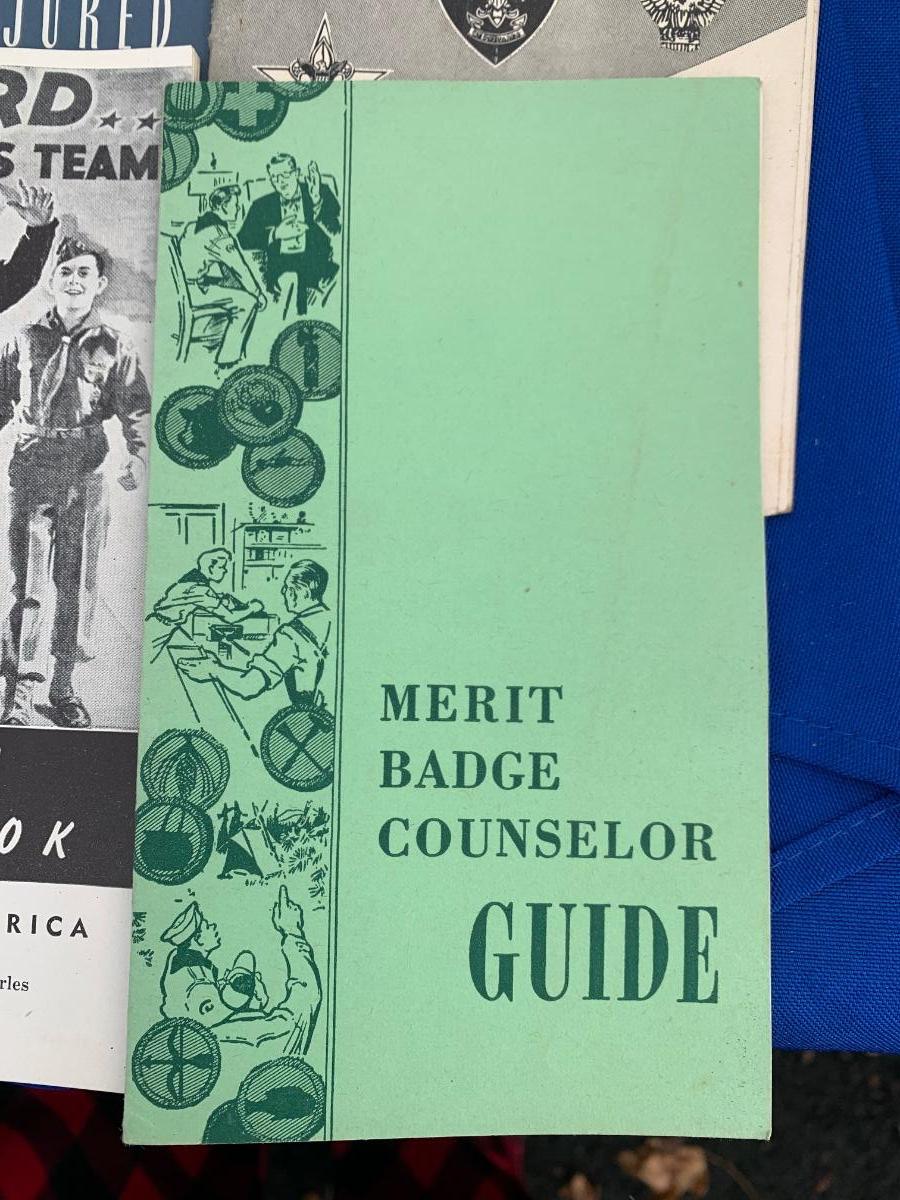 JURED
RD...
S TEAM
OK
RICA
rles
MERIT
BADGE
COUNSELOR
GUIDE